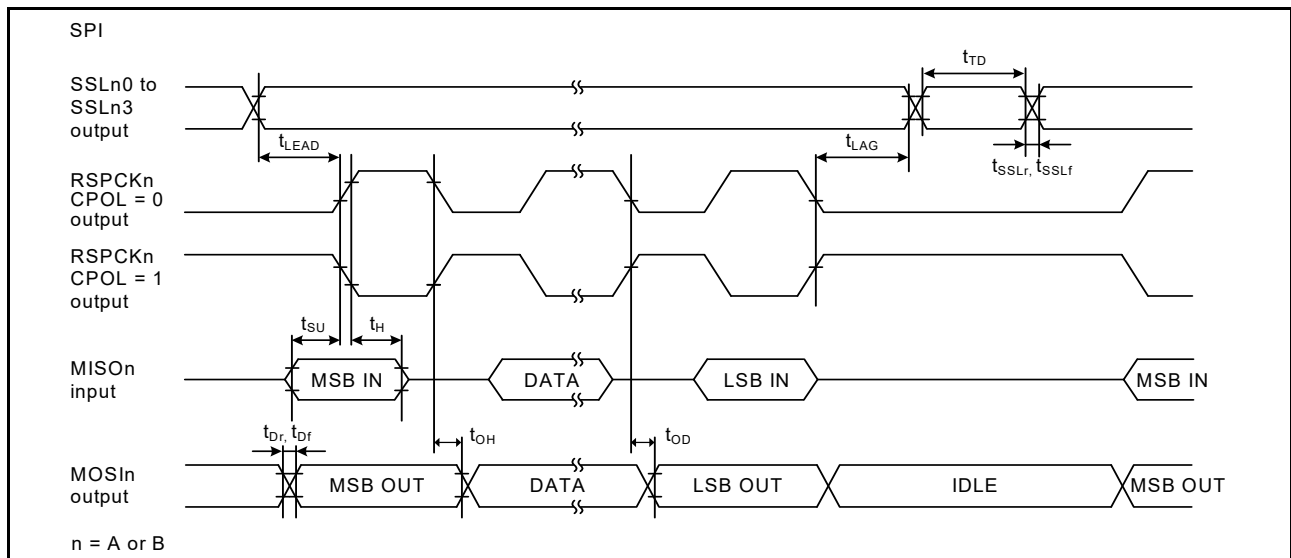 SPI
SSLn0 to
SSLn3
output
tTD
tLEAD
tLAG
tSSLr, tSSLf
RSPCKn
CPOL = 0
output
RSPCKn
CPOL = 1
output
tSU
tH
MISOn
input
MSB IN
DATA
LSB IN
MSB IN
tDr, tDf
tOH
tOD
MOSIn
output
MSB OUT
DATA
LSB OUT
IDLE
MSB OUT
n = A or B